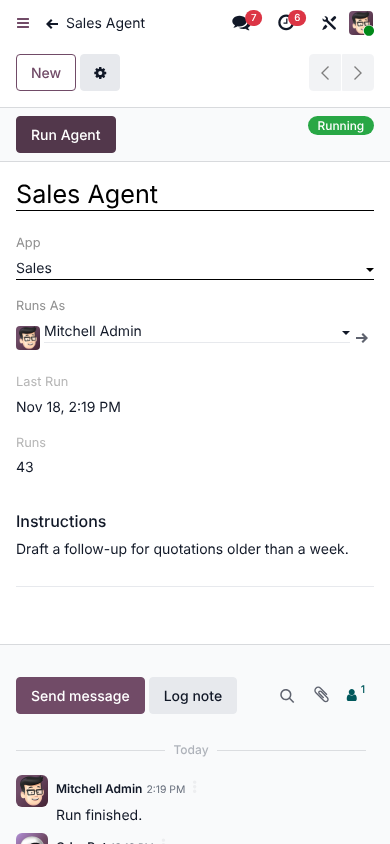 Sales Agent
7
6
New
Run Agent
Running
Sales Agent
App
Sales
Runs As
Mitchell Admin
Last Run
Nov 18, 2:19 PM
Runs
43
Instructions
Draft a follow-up for quotations older than a week.
Send message
Log note
1
Today
Mitchell Admin 2:19 PM
Run finished.